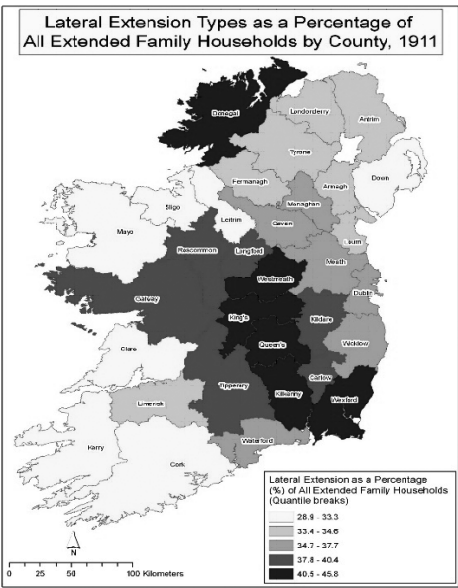 Lateral Extension Types as a Percentage of
All Extended Family Households by County, 1911
Donegal
Londonderry
Antrim
Tyrone
Fermanagh
Armagh
Down
Monaghan
Sligo
Leitrim
Cavan
Mayo
Roscommon
Longford
Louth
Meath
Westmeath
Galway
Dublin
King's
Kildare
Queen's
Wicklow
Clare
Carlow
Tipperary
Kilkenny
Wexford
Limerick
Waterford
Kerry
Cork
N
0 25 50 100 Kilometers
Lateral Extension as a Percentage
(%) of All Extended Family Households
(Quantile breaks)
28.9 - 33.3
33.4 - 34.6
34.7 - 37.7
37.8 - 40.4
40.5 - 45.8